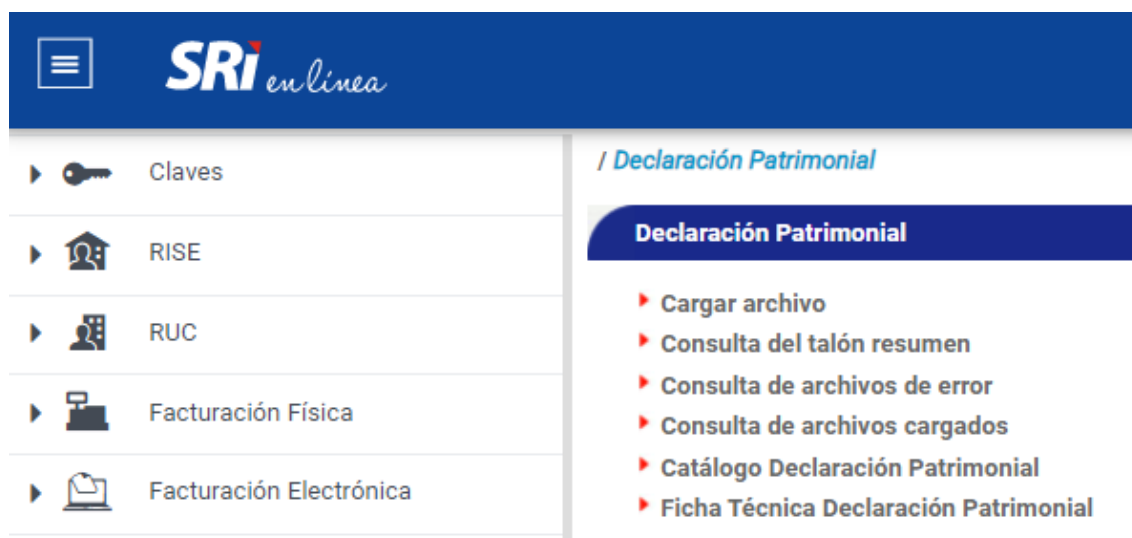 SRi en línea
Claves
RISE
RUC
Facturación Física
Facturación Electrónica
/ Declaración Patrimonial
Declaración Patrimonial
Cargar archivo
Consulta del talón resumen
Consulta de archivos de error
Consulta de archivos cargados
Catálogo Declaración Patrimonial
Ficha Técnica Declaración Patrimonial